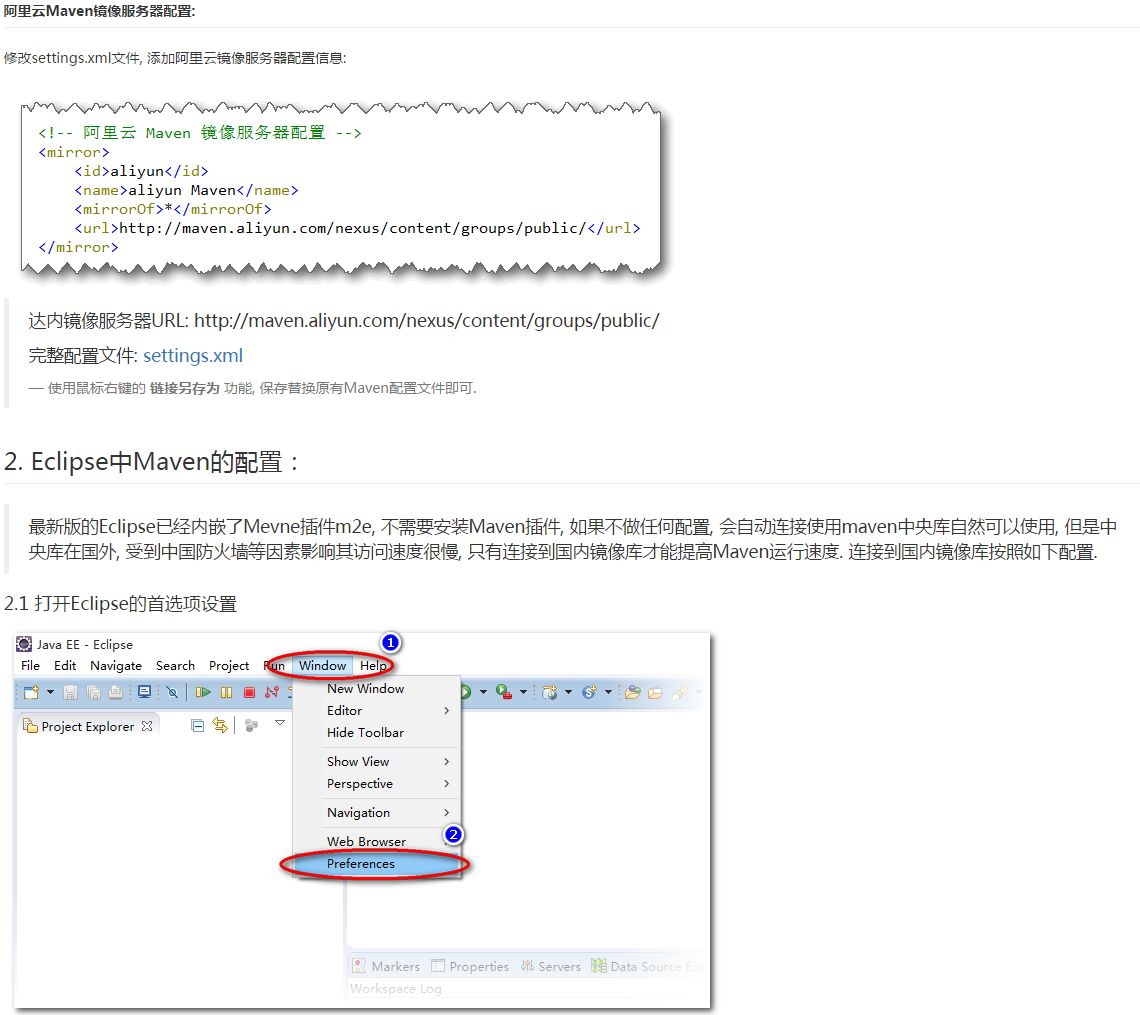 阿里云Maven镜像服务器配置:
修改settings.xml文件, 添加阿里云镜像服务器配置信息:
<!-- 阿里云 Maven 镜像服务器配置 -->
<mirror>
<id>aliyun</id>
<name>aliyun Maven</name>
<mirrorOf>*</mirrorOf>
<url>http://maven.aliyun.com/nexus/content/groups/public/</url>
</mirror>
达内镜像服务器URL: http://maven.aliyun.com/nexus/content/groups/public/
完整配置文件: settings.xml
— 使用鼠标右键的 链接另存为 功能, 保存替换原有Maven配置文件即可.
2. Eclipse中Maven的配置：
最新版的Eclipse已经内嵌了Mevne插件m2e, 不需要安装Maven插件, 如果不做任何配置, 会自动连接使用maven中央库自然可以使用, 但是中
央库在国外, 受到中国防火墙等因素影响其访问速度很慢, 只有连接到国内镜像库才能提高Maven运行速度. 连接到国内镜像库按照如下配置.
2.1 打开Eclipse的首选项设置
Java EE - Eclipse
1
File Edit Navigate Search Project Run Window Help
New Window
Editor
Project Explorer
Hide Toolbar
Show View
Perspective
Navigation
2
Web Browser
Preferences
Markers Properties Servers Data Source
Workspace Log